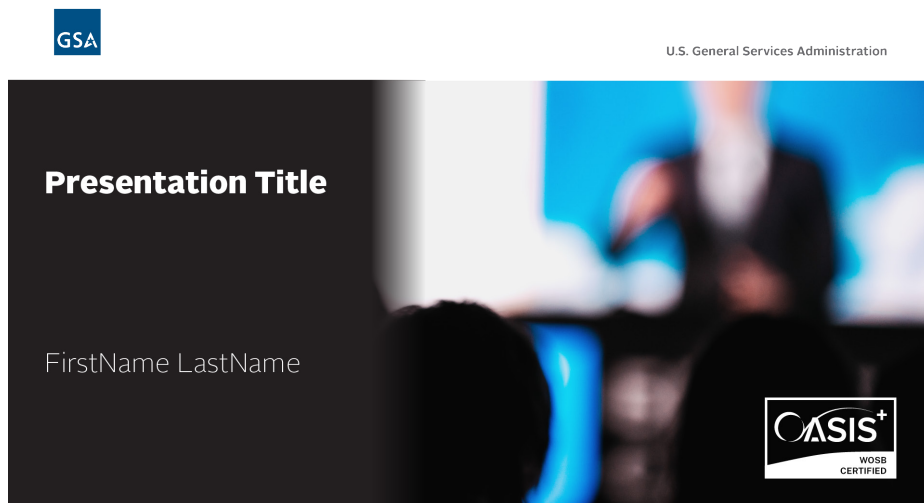 GSA
U.S. General Services Administration
Presentation Title
FirstName LastName
OASIS+
WOSB
CERTIFIED